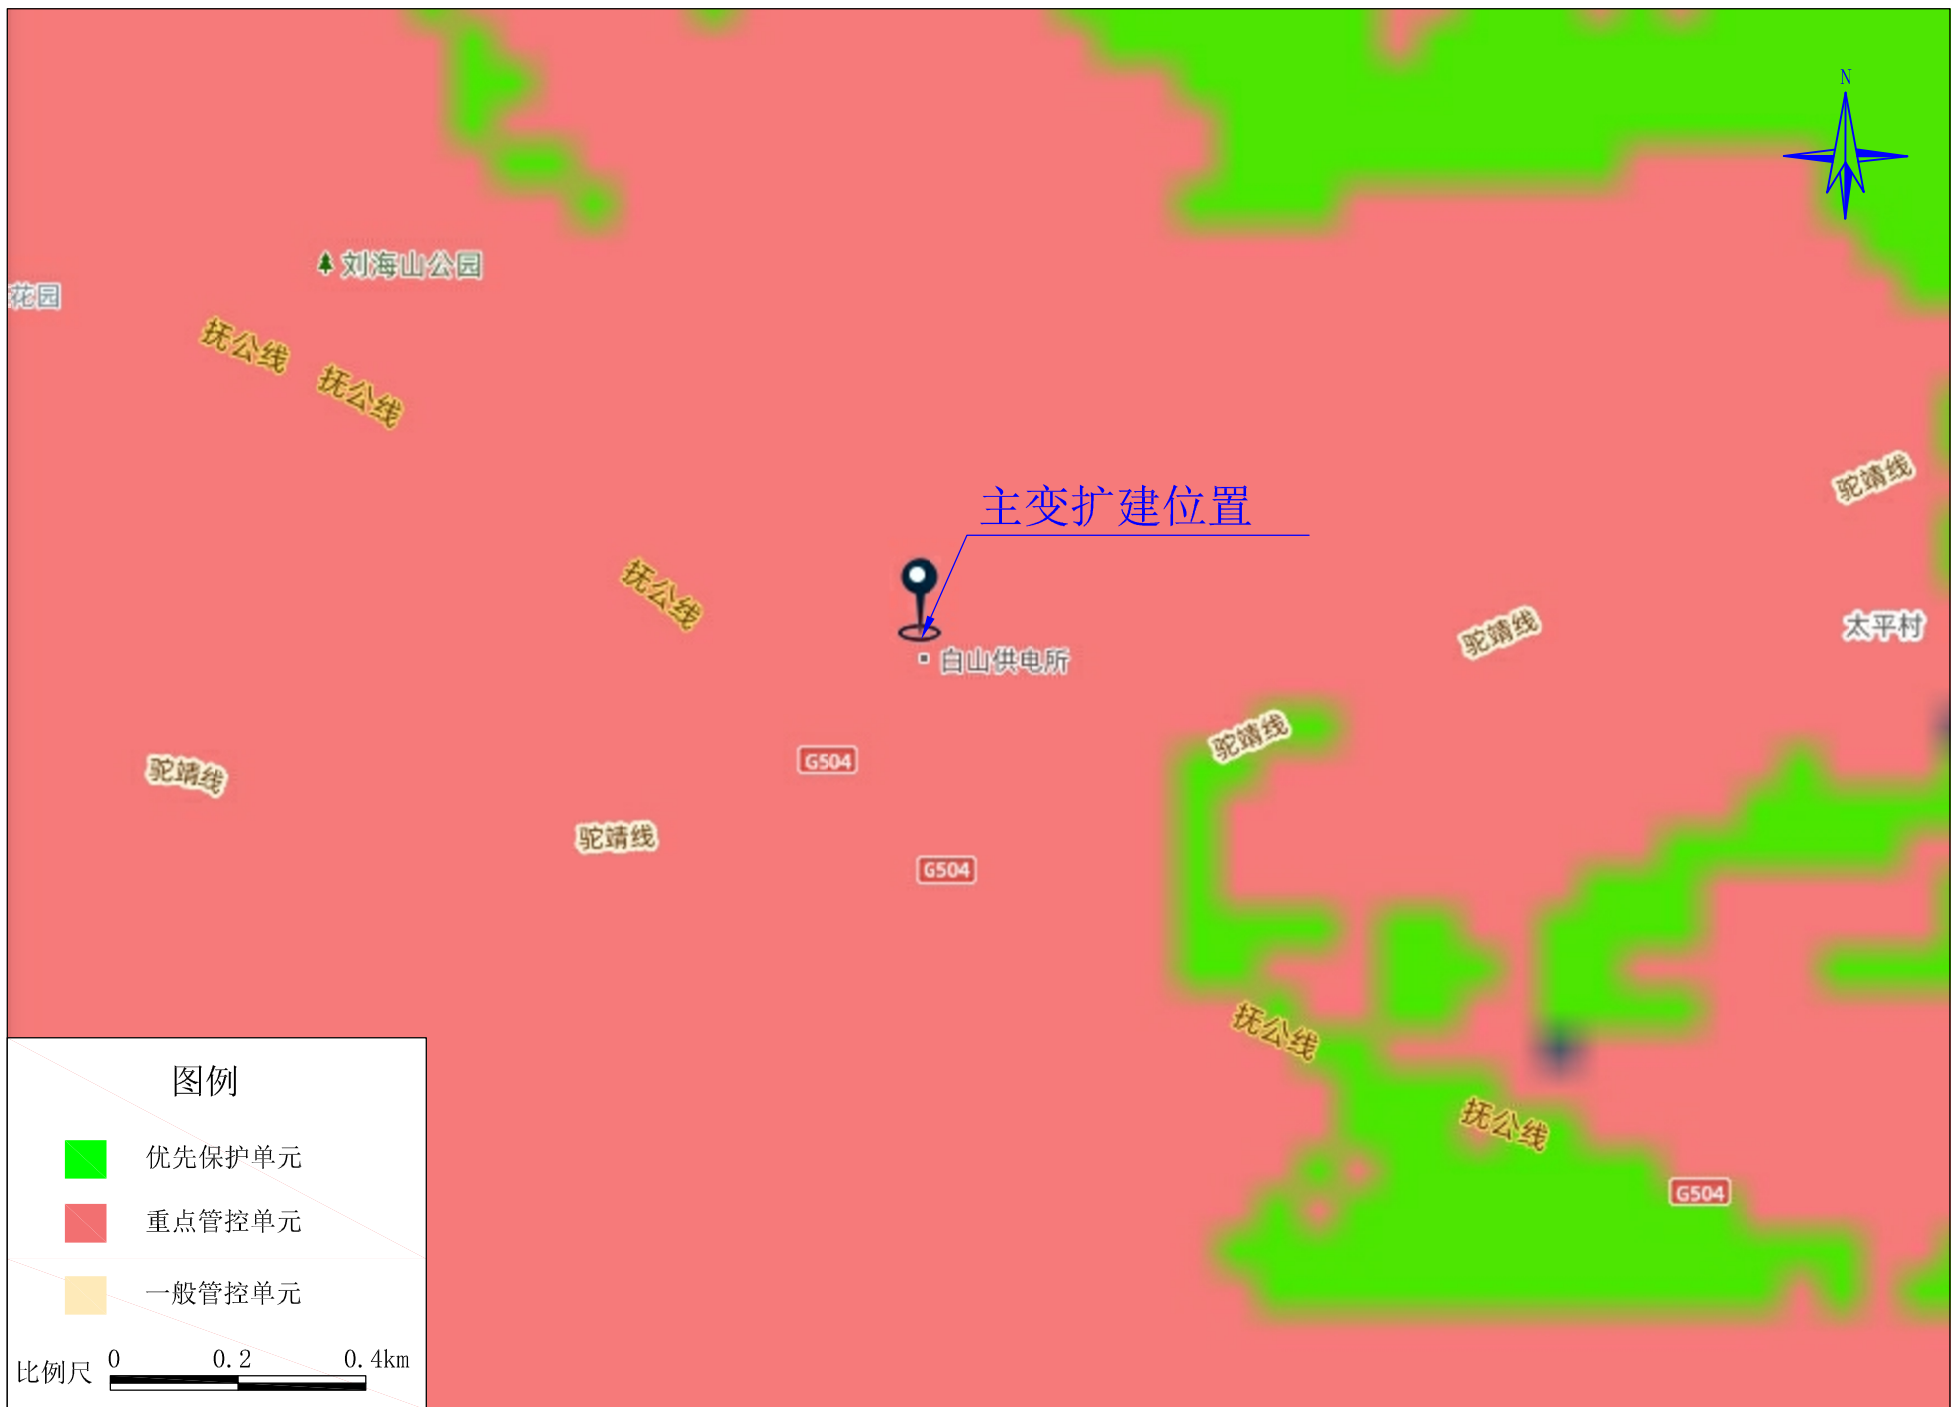 N
刘海山公园
花园
抚公线
抚公线
驼靖线
主变扩建位置
抚公线
驼靖线
太平村
白山供电所
驼靖线
G504
驼靖线
驼靖线
G504
抚公线
抚公线
G504
图例
优先保护单元
重点管控单元
一般管控单元
比例尺 0 0.2 0.4km